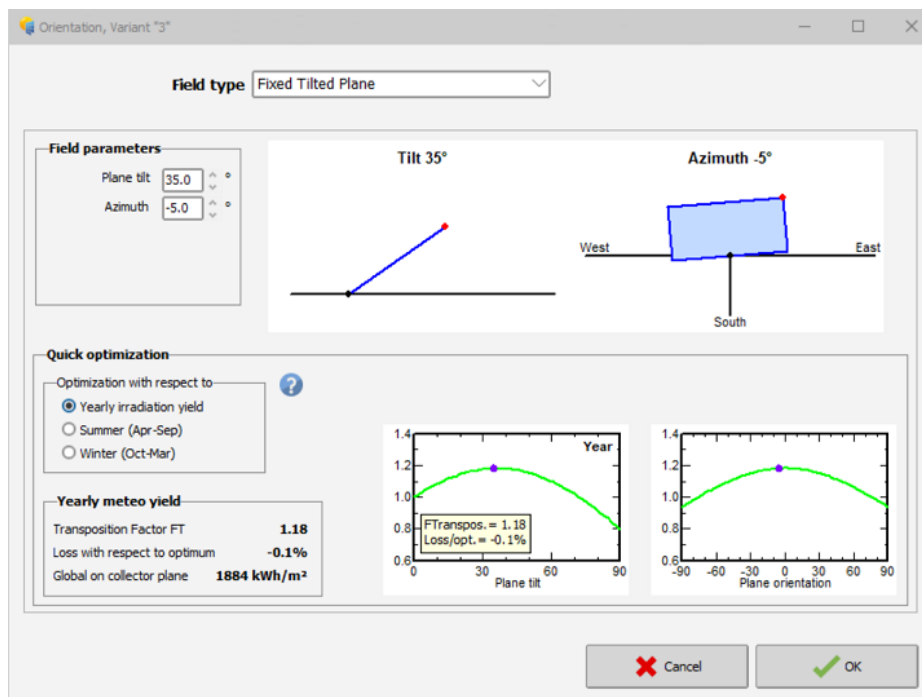 Orientation, Variant "3"
Field type Fixed Tilted Plane
Field parameters
Plane tilt 35.0 °
Azimuth -5.0 °
Tilt 35°
Azimuth -5°
West East
South
Quick optimization
Optimization with respect to
Yearly irradiation yield
Summer (Apr-Sep)
Winter (Oct-Mar)
?
Yearly meteo yield
Transposition Factor FT 1.18
Loss with respect to optimum -0.1%
Global on collector plane 1884 kWh/m²
Year
1.4
1.2
1.0
0.8
0.6
FTranspos.= 1.18
Loss/opt.= -0.1%
0 30 60 90
Plane tilt
1.4
1.2
1.0
0.8
0.6
-90 -60 -30 0 30 60 90
Plane orientation
Cancel OK